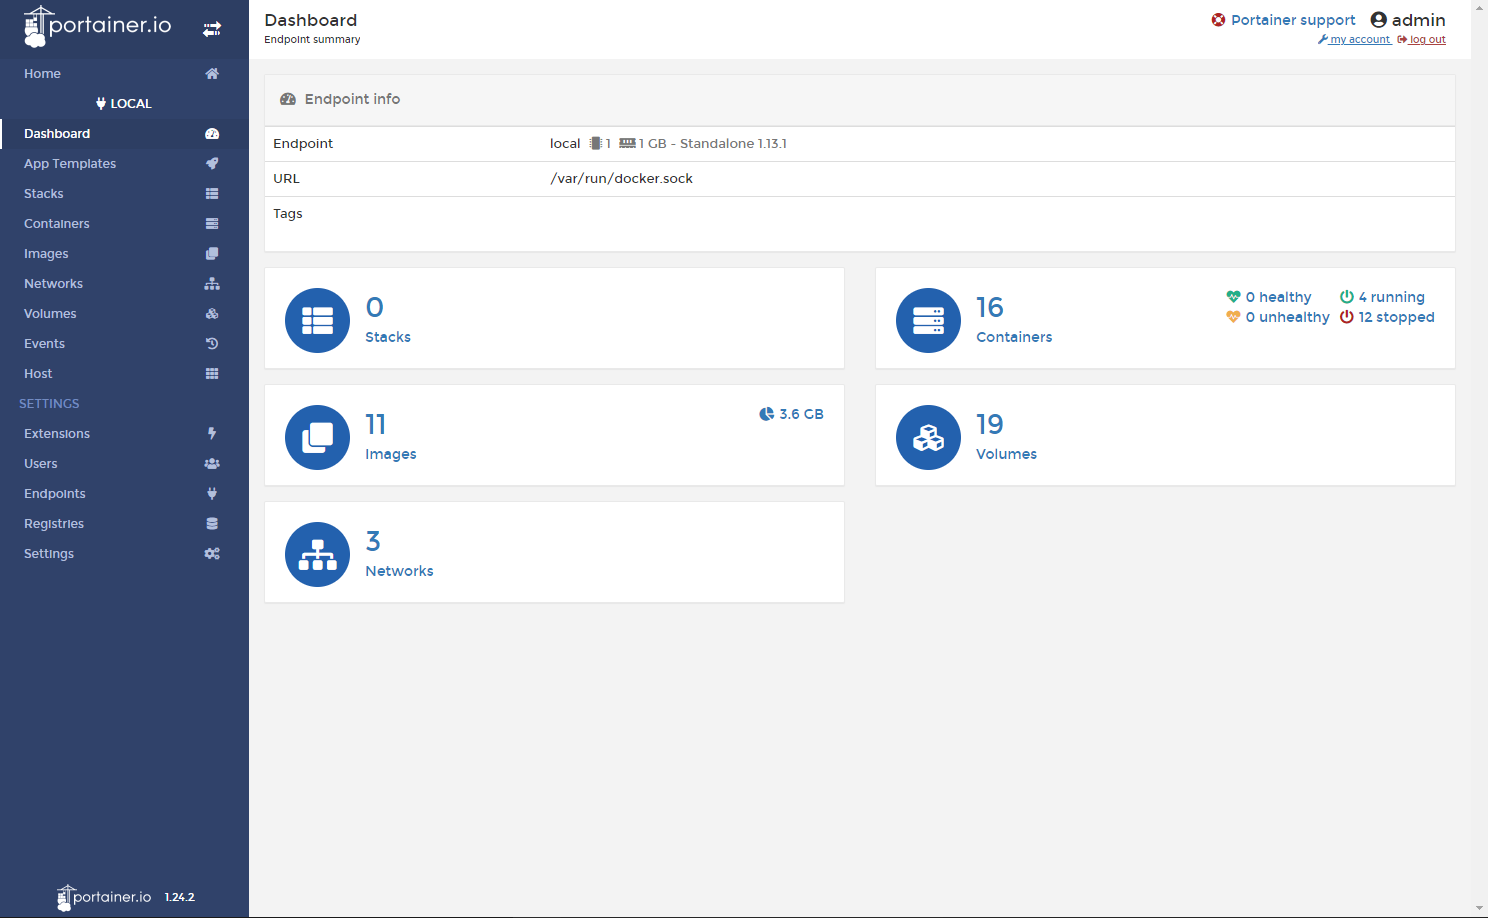 portainer.io
Home
LOCAL
Dashboard
App Templates
Stacks
Containers
Images
Networks
Volumes
Events
Host
SETTINGS
Extensions
Users
Endpoints
Registries
Settings
portainer.io 1.24.2
Dashboard
Endpoint summary
Portainer support admin
my account log out
Endpoint info
Endpoint local 1 1 GB - Standalone 1.13.1
URL /var/run/docker.sock
Tags
0
Stacks
16
Containers
0 healthy 4 running
0 unhealthy 12 stopped
11
Images
3.6 GB
19
Volumes
3
Networks